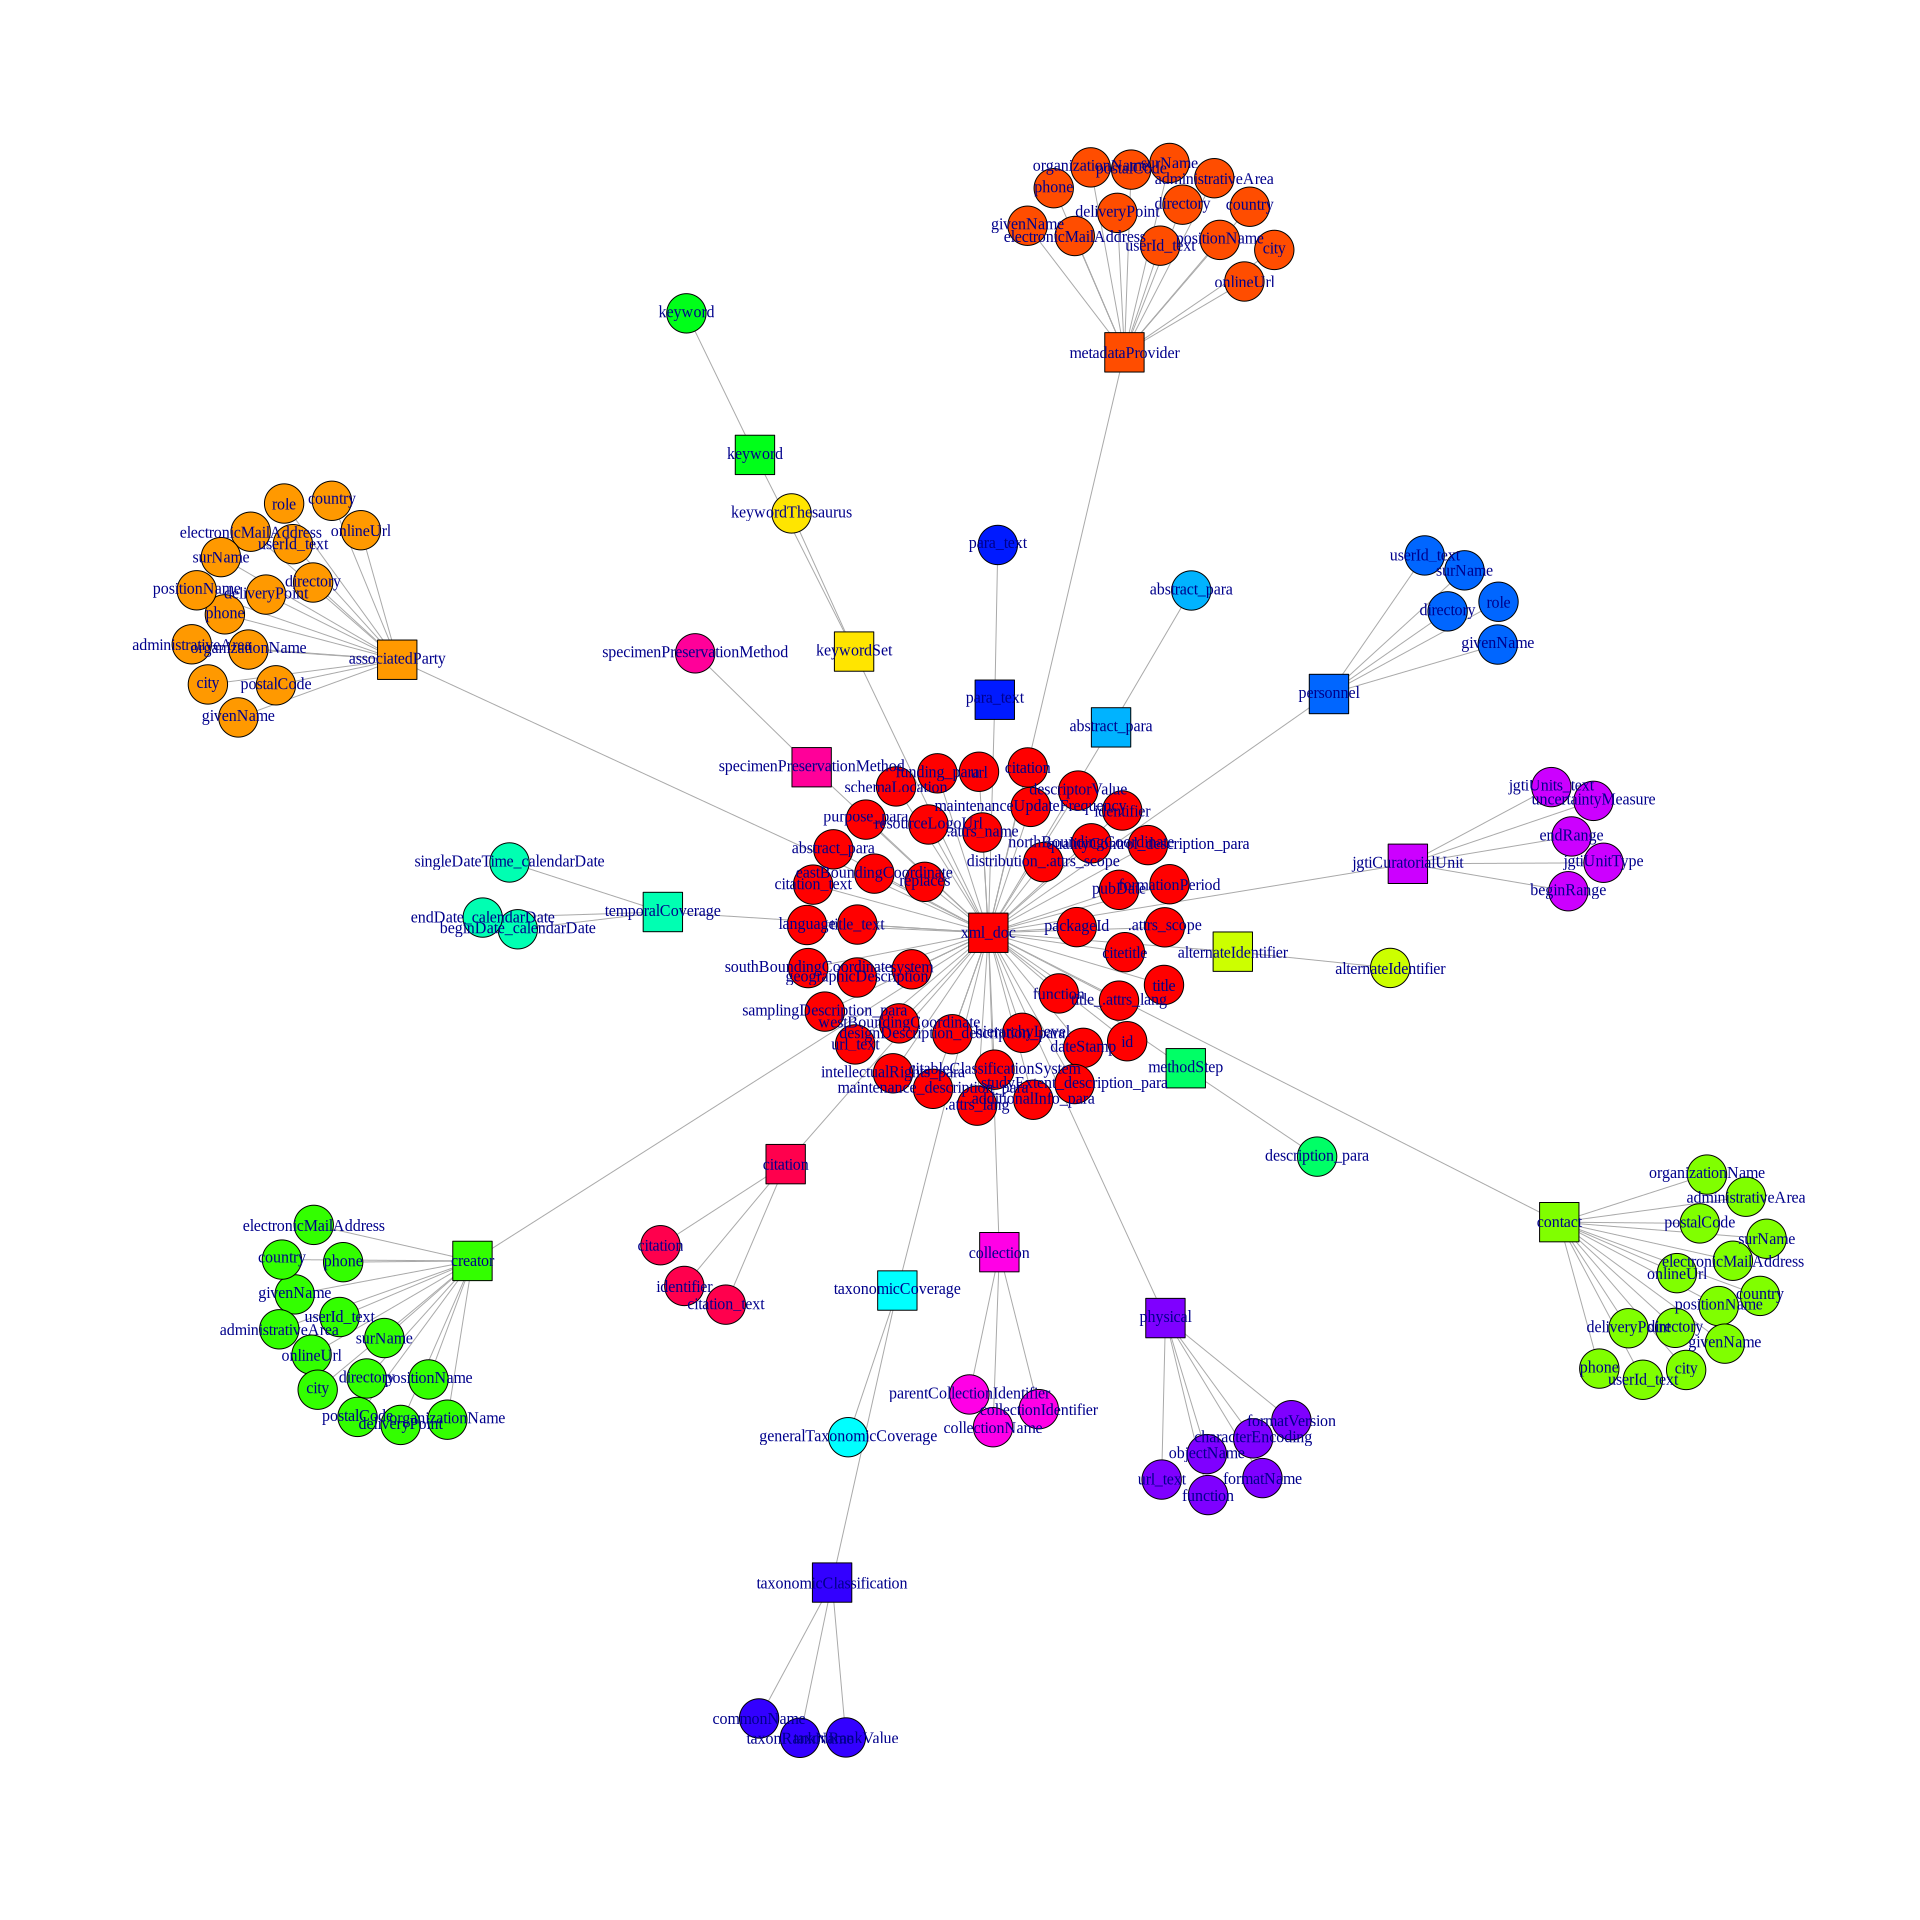 organizationName
postalCode
surName
phone
administrativeArea
deliveryPoint
directory
country
givenName
electronicMailAddress
userId_text
positionName
city
onlineUrl
metadataProvider
keyword
keyword
keywordThesaurus
keywordSet
role
country
electronicMailAddress
onlineUrl
userId_text
surName
directory
positionName
deliveryPoint
phone
administrativeArea
organizationName
associatedParty
city
postalCode
givenName
para_text
para_text
abstract_para
abstract_para
userId_text
surName
directory
role
givenName
personnel
specimenPreservationMethod
specimenPreservationMethod
jgtiUnits_text
uncertaintyMeasure
endRange
jgtiUnitType
beginRange
jgtiCuratorialUnit
funding_para
url
citation
schemaLocation
descriptorValue
maintenanceUpdateFrequency
identifier
purpose_para
resourceLogoUrl
.attrs_name
northBoundingCoordinate
abstract_para
distribution_.attrs_scope
eastBoundingCoordinate
replaces
citation_text
pubDate
formationPeriod
language
title_text
packageId
.attrs_scope
xml_doc
citetitle
southBoundingCoordinate
system
geographicDescription
function
title_.attrs_lang
title
samplingDescription_para
westBoundingCoordinate
designDescription_description_para
hierarchyLevel
url_text
dateStamp
id
intellectualRights_para
citableClassificationSystem
maintenance_description_para
studyExtent_description_para
.attrs_lang
additionalInfo_para
singleDateTime_calendarDate
endDate_calendarDate
beginDate_calendarDate
temporalCoverage
alternateIdentifier
alternateIdentifier
methodStep
description_para
citation
citation
identifier
citation_text
electronicMailAddress
country
phone
creator
givenName
userId_text
administrativeArea
surName
onlineUrl
city
directory
positionName
postalCode
deliveryPoint
organizationName
taxonomicCoverage
generalTaxonomicCoverage
collection
parentCollectionIdentifier
collectionIdentifier
collectionName
physical
formatVersion
characterEncoding
objectName
url_text
formatName
function
organizationName
administrativeArea
postalCode
contact
surName
electronicMailAddress
onlineUrl
country
positionName
deliveryPoint
directory
givenName
phone
userId_text
city
taxonomicClassification
commonName